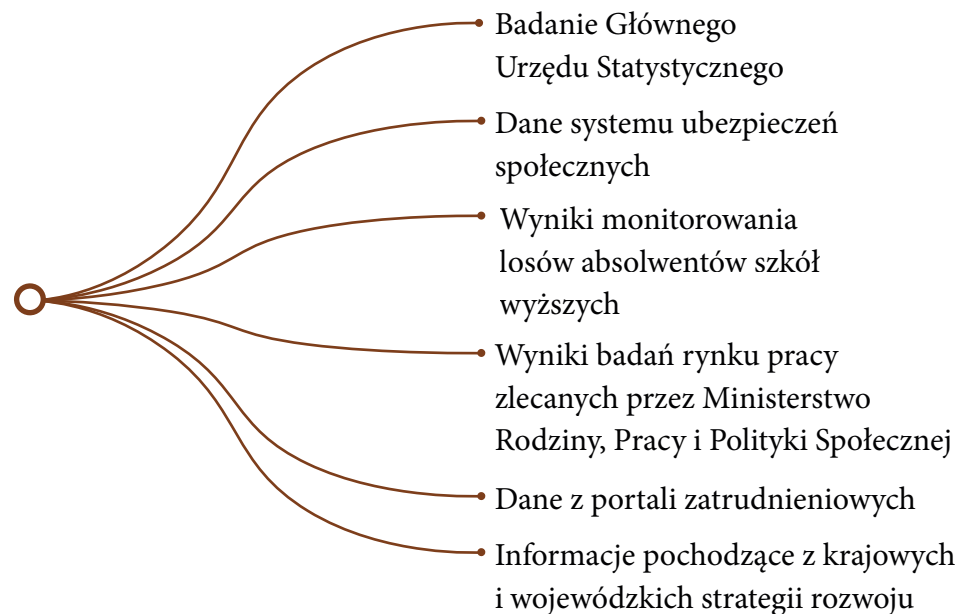 Badanie Głównego
Urzędu Statystycznego
Dane systemu ubezpieczeń
społecznych
Wyniki monitorowania
losów absolwentów szkół
wyższych
Wyniki badań rynku pracy
zlecanych przez Ministerstwo
Rodziny, Pracy i Polityki Społecznej
Dane z portali zatrudnieniowych
Informacje pochodzące z krajowych
i wojewódzkich strategii rozwoju